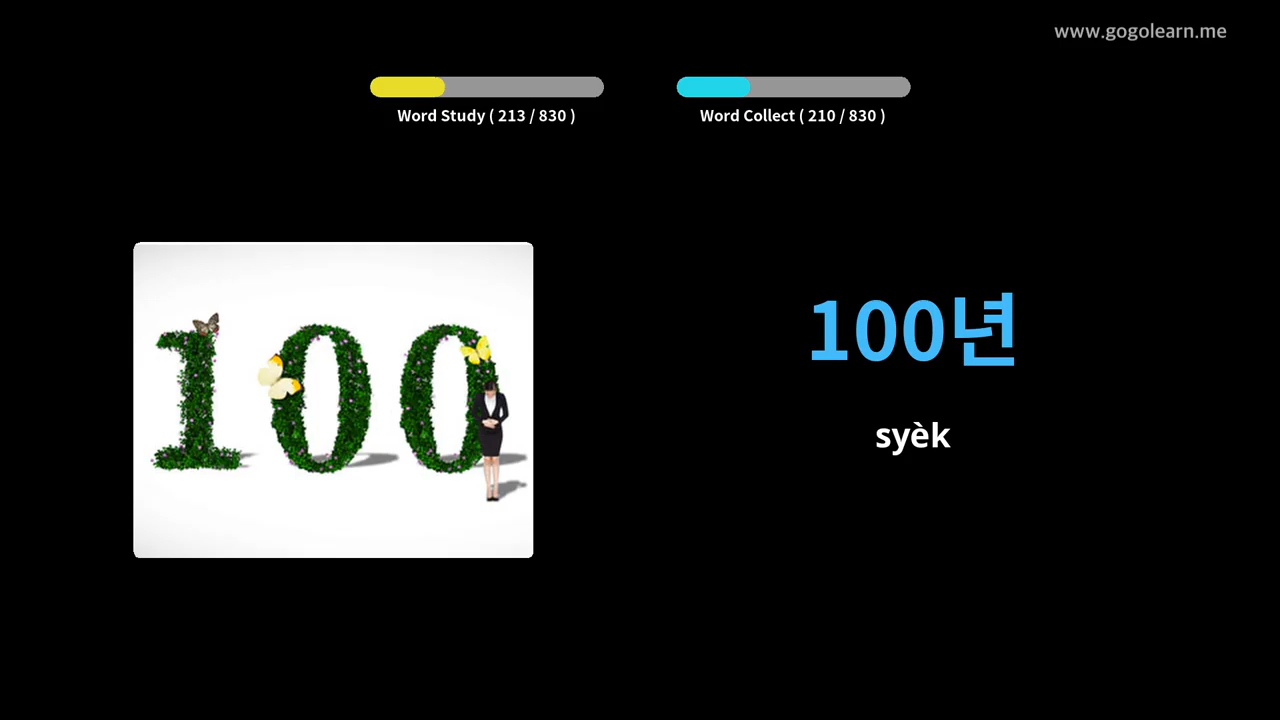 www.gogolearn.me
Word Study ( 213 / 830 )
Word Collect ( 210 / 830 )
100
100년
syèk